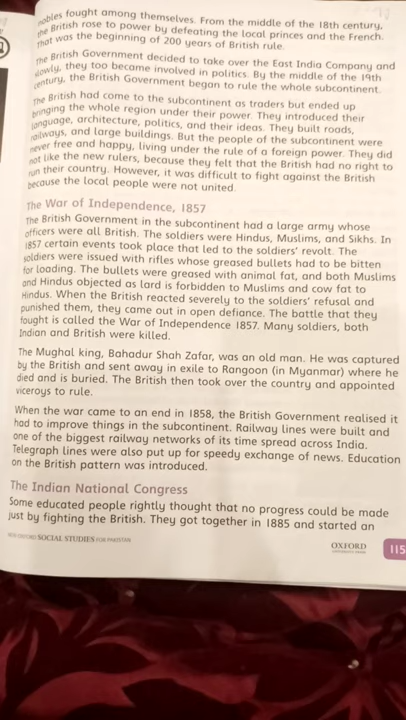 nobles fought among themselves. From the middle of the 18th century,
the British rose to power by defeating the local princes and the French.
That was the beginning of 200 years of British rule.
The British Government decided to take over the East India Company and
slowly, they too became involved in politics. By the middle of the 19th
century, the British Government began to rule the whole subcontinent.
The British had come to the subcontinent as traders but ended up
bringing the whole region under their power. They introduced their
language, architecture, politics, and their ideas. They built roads,
railways, and large buildings. But the people of the subcontinent were
never free and happy, living under the rule of a foreign power. They did
not like the new rulers, because they felt that the British had no right to
run their country. However, it was difficult to fight against the British
because the local people were not united.
The War of Independence, 1857
The British Government in the subcontinent had a large army whose
officers were all British. The soldiers were Hindus, Muslims, and Sikhs. In
1857 certain events took place that led to the soldiers' revolt. The
soldiers were issued with rifles whose greased bullets had to be bitten
for loading. The bullets were greased with animal fat, and both Muslims
and Hindus objected as lard is forbidden to Muslims and cow fat to
Hindus. When the British reacted severely to the soldiers' refusal and
punished them, they came out in open defiance. The battle that they
fought is called the War of Independence 1857. Many soldiers, both
Indian and British were killed.
The Mughal king, Bahadur Shah Zafar, was an old man. He was captured
by the British and sent away in exile to Rangoon (in Myanmar) where he
died and is buried. The British then took over the country and appointed
viceroys to rule.
When the war came to an end in 1858, the British Government realised it
had to improve things in the subcontinent. Railway lines were built and
one of the biggest railway networks of its time spread across India.
Telegraph lines were also put up for speedy exchange of news. Education
on the British pattern was introduced.
The Indian National Congress
Some educated people rightly thought that no progress could be made
just by fighting the British. They got together in 1885 and started an
NEW OXFORD SOCIAL STUDIES FOR PAKISTAN
OXFORD
UNIVERSITY PRESS
115